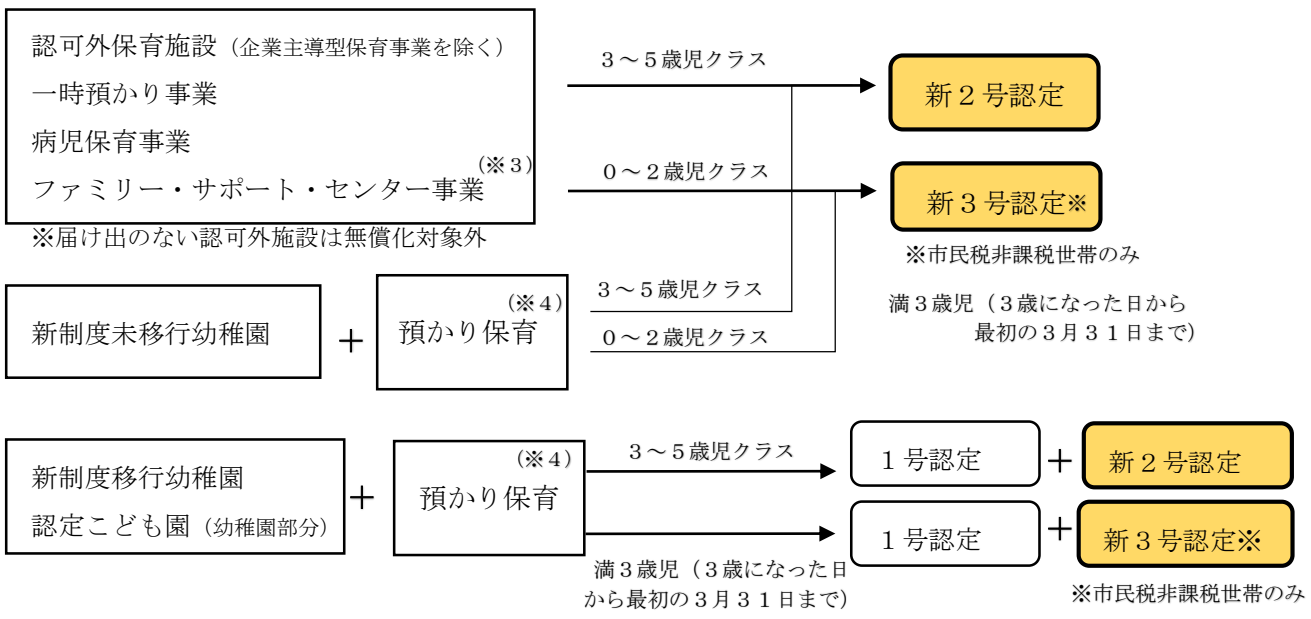 認可外保育施設（企業主導型保育事業を除く）
一時預かり事業
病児保育事業
ファミリー・サポート・センター事業（※３）
※届け出のない認可外施設は無償化対象外
３～５歳児クラス
新２号認定
０～２歳児クラス
新３号認定※
※市民税非課税世帯のみ
満３歳児（３歳になった日から
最初の３月３１日まで）
新制度未移行幼稚園
＋
（※４）
預かり保育
３～５歳児クラス
０～２歳児クラス
新制度移行幼稚園
認定こども園（幼稚園部分）
＋
（※４）
預かり保育
３～５歳児クラス
１号認定
＋
新２号認定
満３歳児（３歳になった日
から最初の３月３１日まで）
１号認定
＋
新３号認定※
※市民税非課税世帯のみ